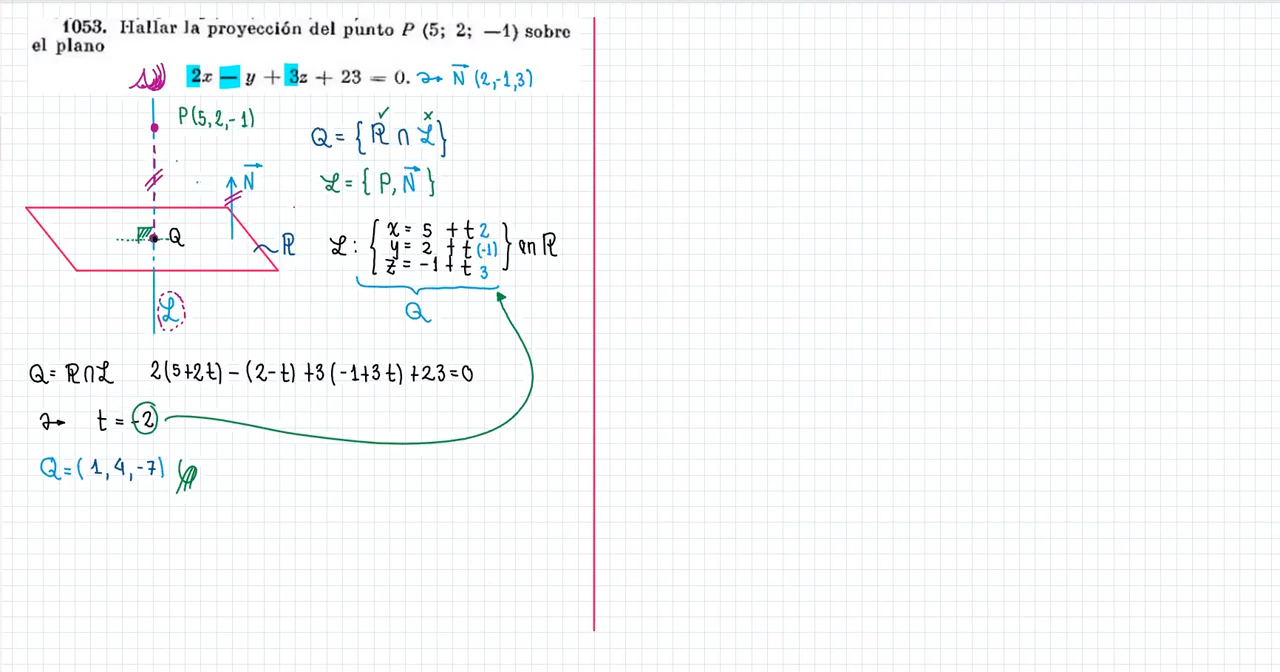 1053. Hallar la proyección del punto P (5; 2; —1) sobre
el plano
2x — y + 3z + 23 = 0. → N (2,-1,3)
P(5,2,-1)
Q = { ℝ ∩ ℒ }
N
ℒ = { P, N }
Q
ℝ
ℒ : { x = 5 + t 2
y = 2 + t (-1)
z = -1 + t 3 } en ℝ
ℒ
Q
Q = ℝ ∩ ℒ 2(5+2t) - (2-t) + 3(-1+3t) + 23 = 0
→ t = -2
Q = (1, 4, -7)